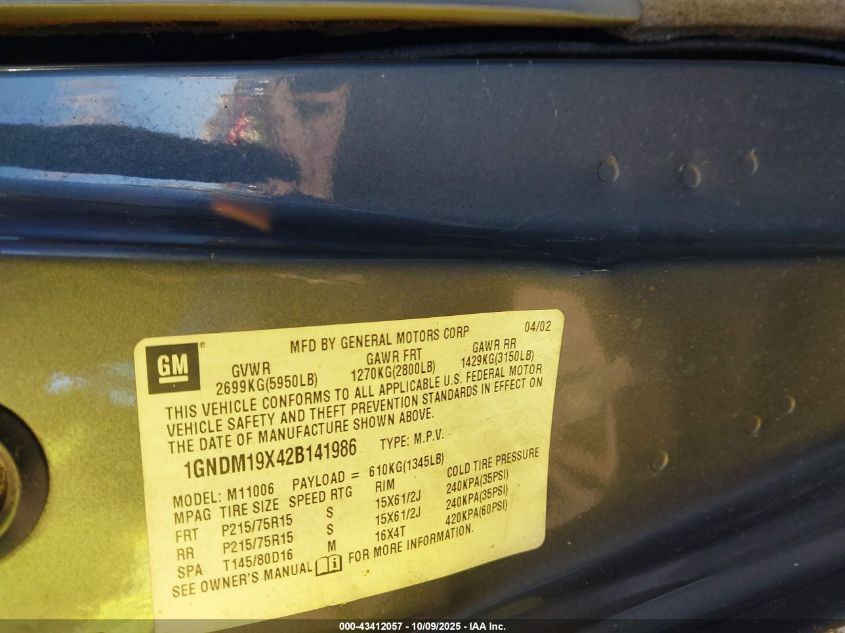 GM
MFD BY GENERAL MOTORS CORP 04/02
GVWR GAWR FRT GAWR RR
2699KG(5950LB) 1270KG(2800LB) 1429KG(3150LB)
THIS VEHICLE CONFORMS TO ALL APPLICABLE U.S. FEDERAL MOTOR
VEHICLE SAFETY AND THEFT PREVENTION STANDARDS IN EFFECT ON
THE DATE OF MANUFACTURE SHOWN ABOVE.
1GNDM19X42B141986 TYPE: M.P.V.
MODEL: M11006 PAYLOAD = 610KG(1345LB)
MPAG TIRE SIZE SPEED RTG RIM COLD TIRE PRESSURE
FRT P215/75R15 S 15X61/2J 240KPA(35PSI)
RR P215/75R15 S 15X61/2J 240KPA(35PSI)
SPA T145/80D16 M 16X4T 420KPA(60PSI)
SEE OWNER'S MANUAL FOR MORE INFORMATION.
000-43412057 - 10/09/2025 - IAA Inc.